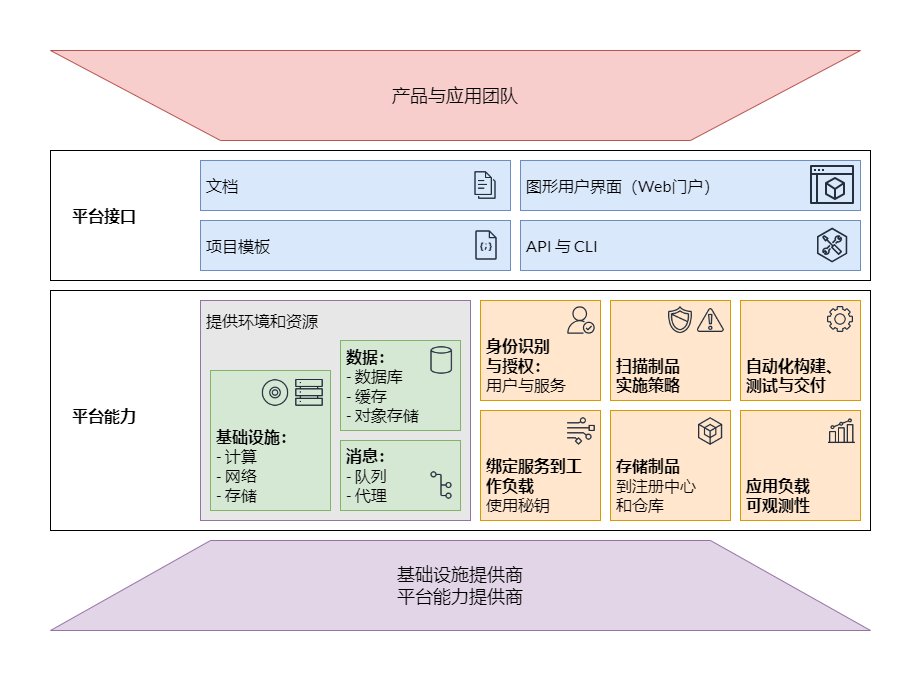 产品与应用团队
平台接口
文档
图形用户界面（Web门户）
项目模板
API 与 CLI
平台能力
提供环境和资源
基础设施：
- 计算
- 网络
- 存储
数据：
- 数据库
- 缓存
- 对象存储
消息：
- 队列
- 代理
身份识别
与授权：
用户与服务
扫描制品
实施策略
自动化构建、
测试与交付
绑定服务到工
作负载
使用秘钥
存储制品
到注册中心
和仓库
应用负载
可观测性
基础设施提供商
平台能力提供商